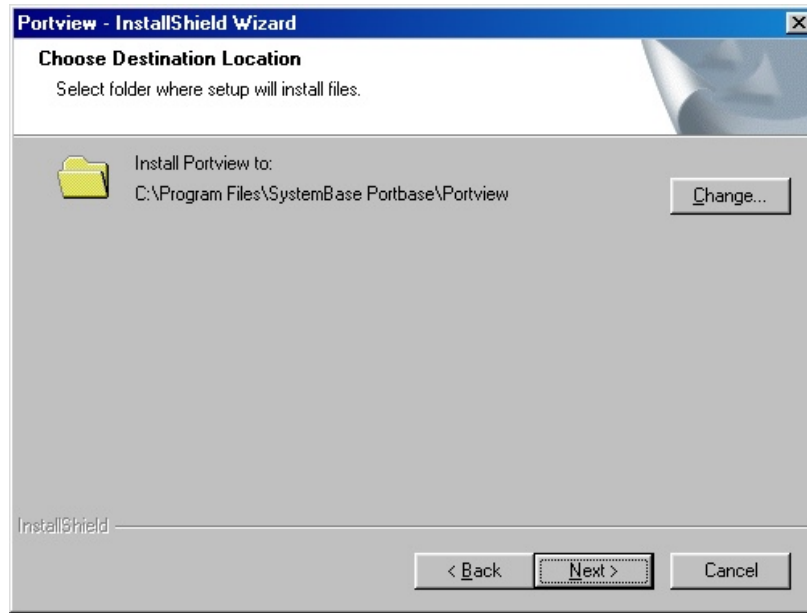 Portview - InstallShield Wizard
Choose Destination Location
Select folder where setup will install files.
Install Portview to:
C:\Program Files\SystemBase Portbase\Portview
Change...
InstallShield
< Back
Next >
Cancel